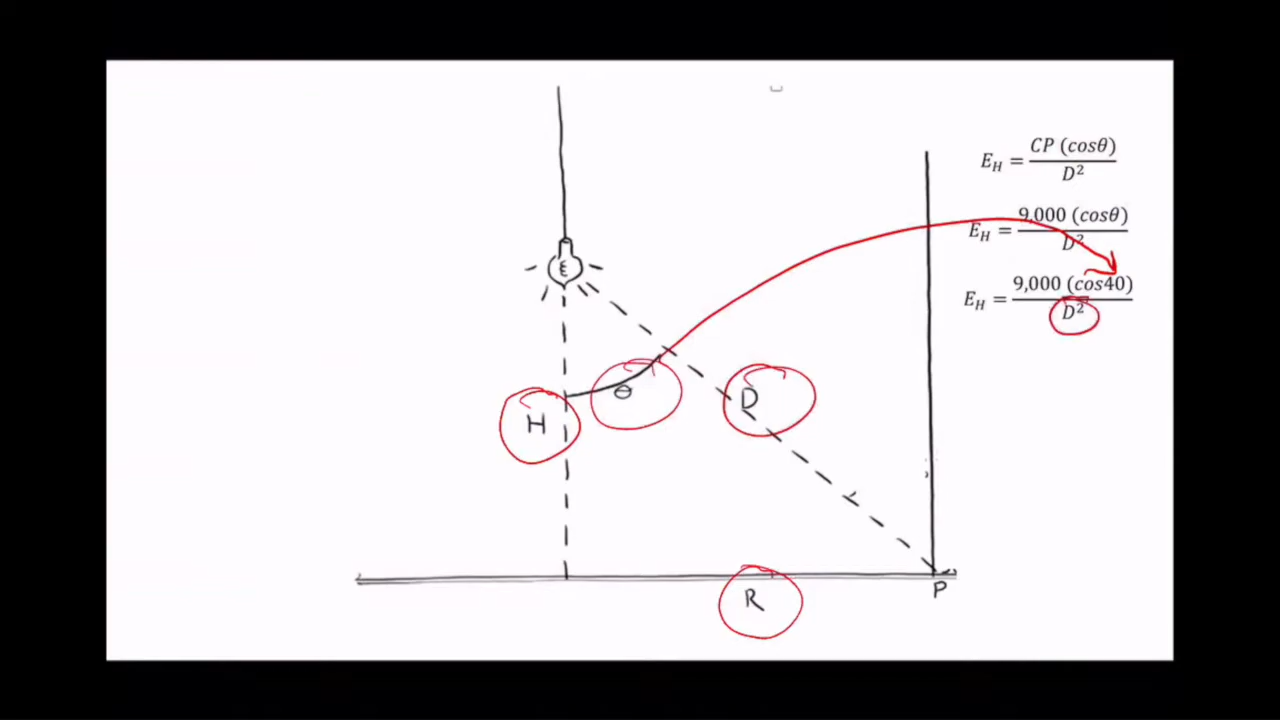 E_H = CP (cosθ) / D²
E_H = 9,000 (cosθ) / D²
E_H = 9,000 (cos40) / D²
θ
D
H
R
P